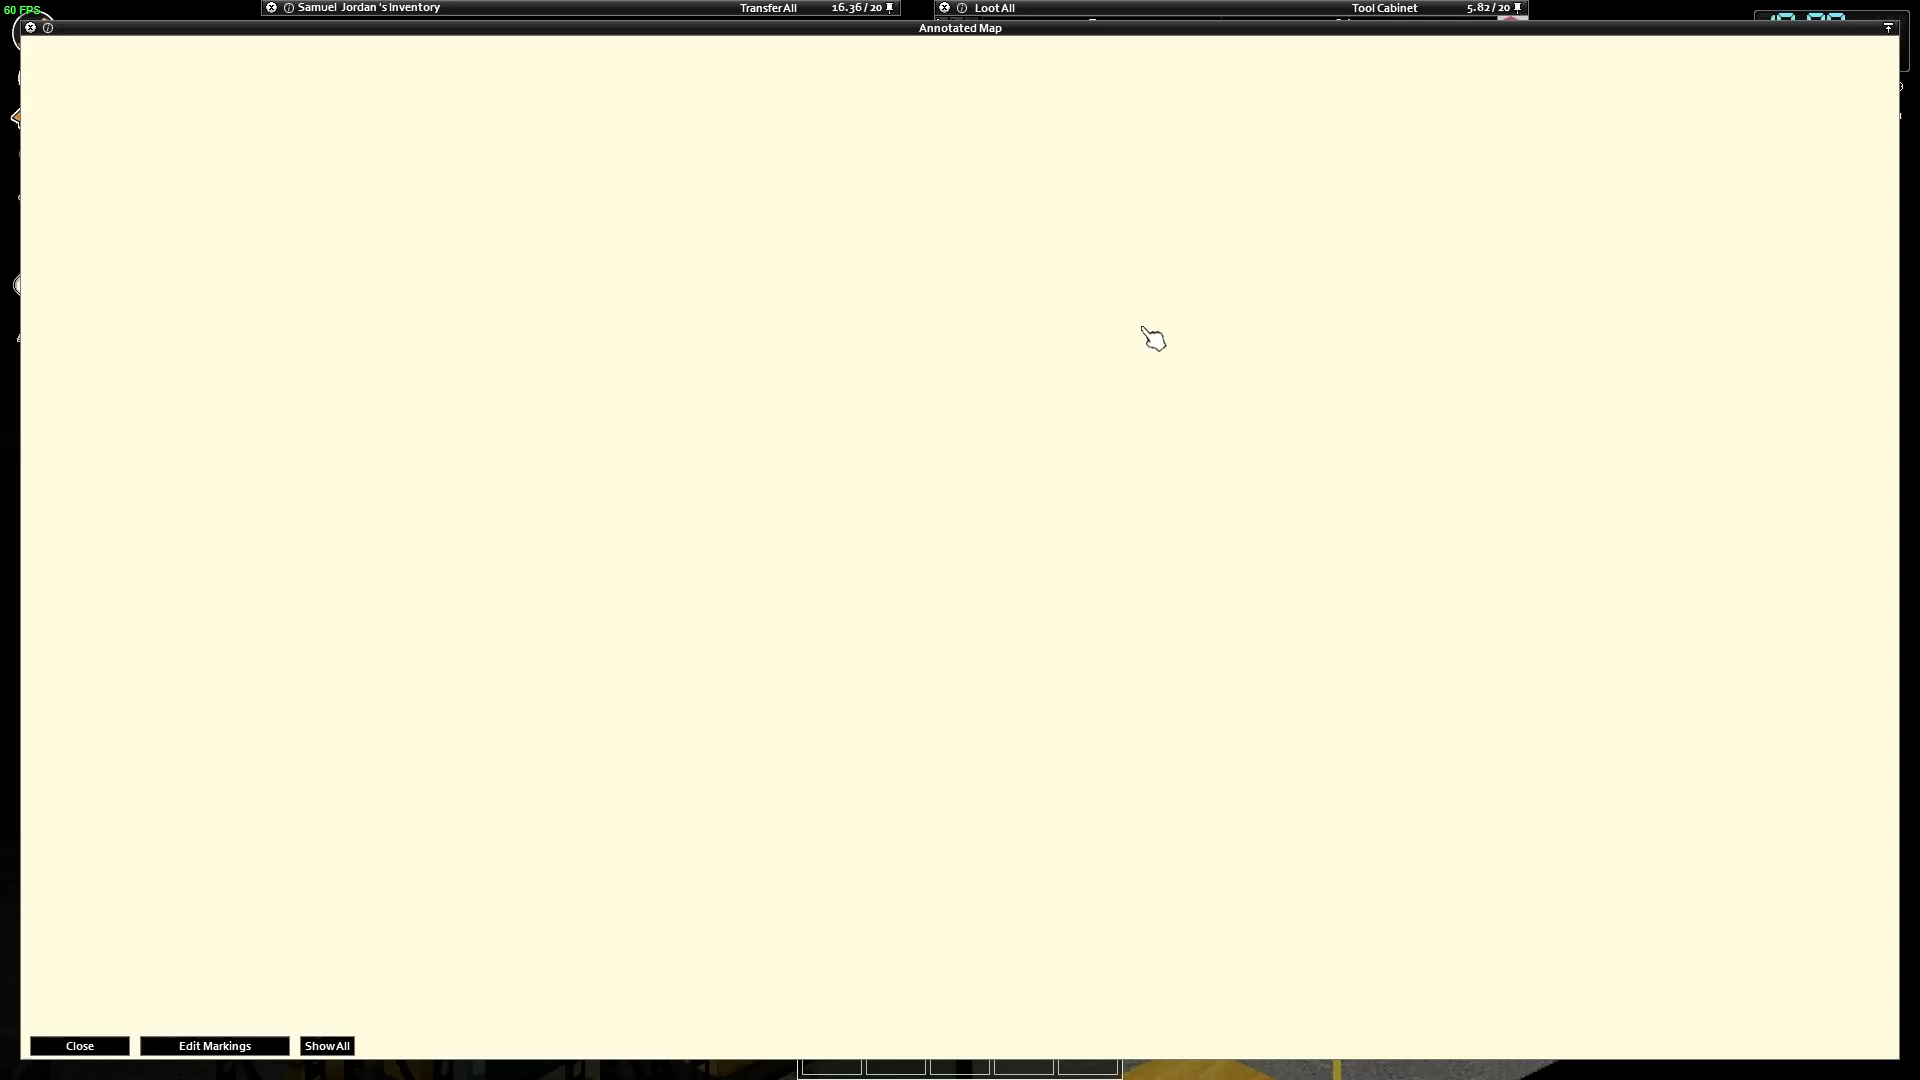 60 FPS
Samuel Jordan 's Inventory
Transfer All
16.36 / 20
Loot All
Tool Cabinet
5.82 / 20
Annotated Map
Close
Edit Markings
Show All